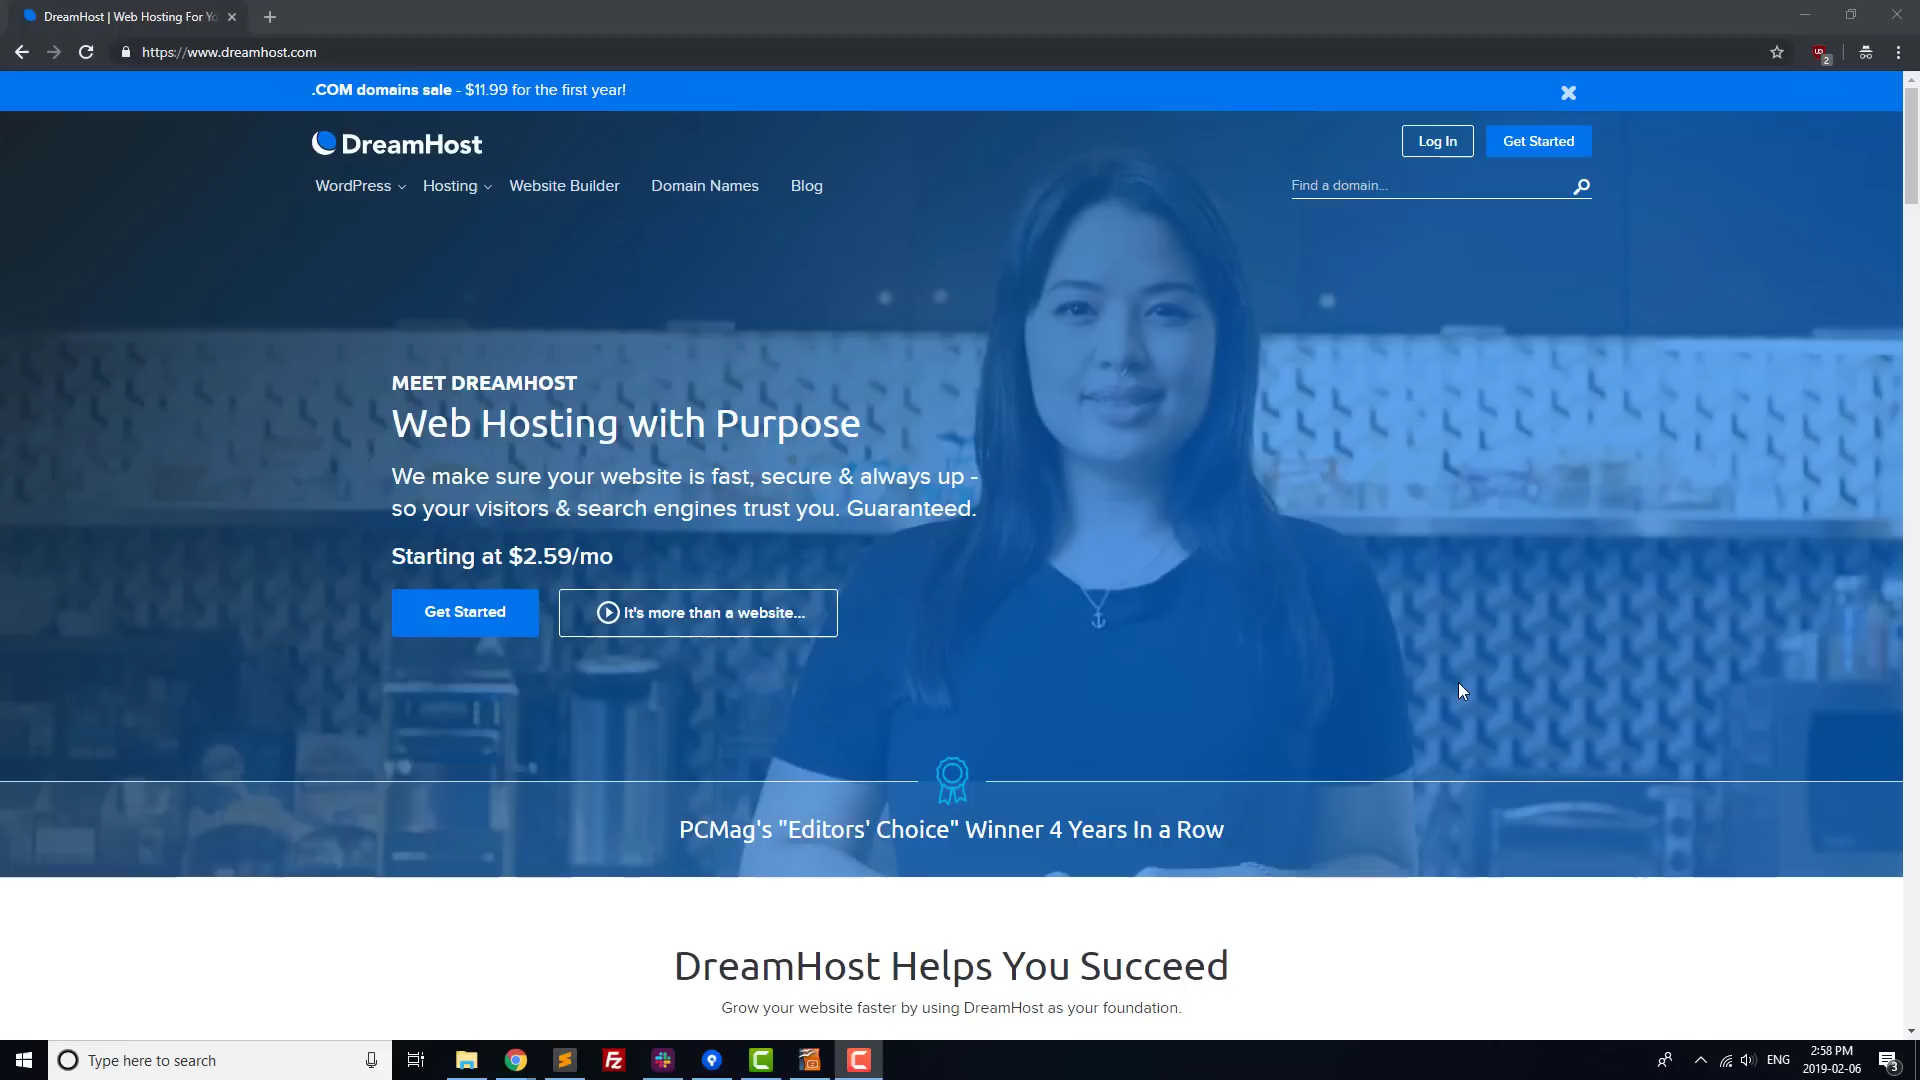 DreamHost | Web Hosting For Yo
https://www.dreamhost.com
2
.COM domains sale - $11.99 for the first year!
DreamHost
Log In
Get Started
WordPress
Hosting
Website Builder
Domain Names
Blog
Find a domain...
MEET DREAMHOST
Web Hosting with Purpose
We make sure your website is fast, secure & always up -
so your visitors & search engines trust you. Guaranteed.
Starting at $2.59/mo
Get Started
It's more than a website...
PCMag's "Editors' Choice" Winner 4 Years In a Row
DreamHost Helps You Succeed
Grow your website faster by using DreamHost as your foundation.
Type here to search
ENG
2:58 PM
2019-02-06
3